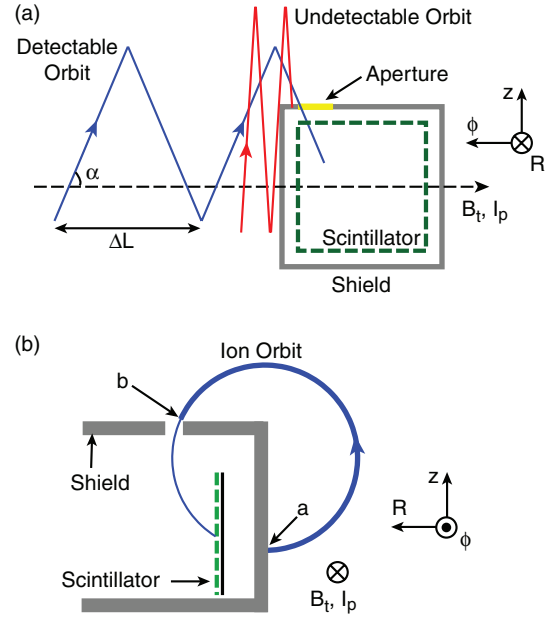 (a)
Undetectable Orbit
Detectable
Orbit
Aperture
z
ϕ
R
α
Bt, Ip
ΔL
Scintillator
Shield
(b)
Ion Orbit
b
Shield
a
z
R
ϕ
Scintillator
Bt, Ip